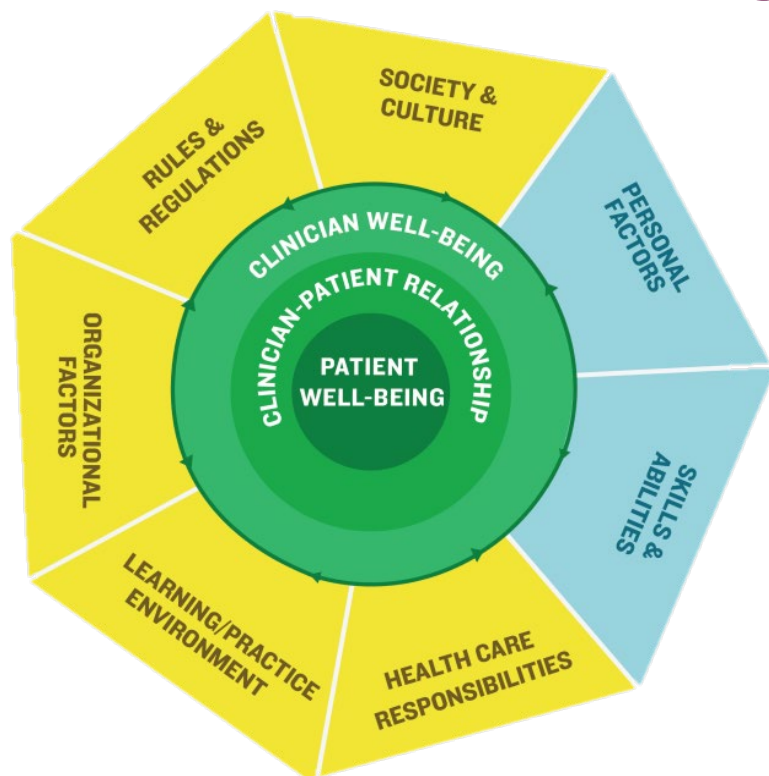 SOCIETY &
CULTURE
PERSONAL
FACTORS
SKILLS &
ABILITIES
HEALTH CARE
RESPONSIBILITIES
LEARNING/PRACTICE
ENVIRONMENT
ORGANIZATIONAL
FACTORS
RULES &
REGULATIONS
CLINICIAN WELL-BEING
CLINICIAN-PATIENT RELATIONSHIP
PATIENT
WELL-BEING